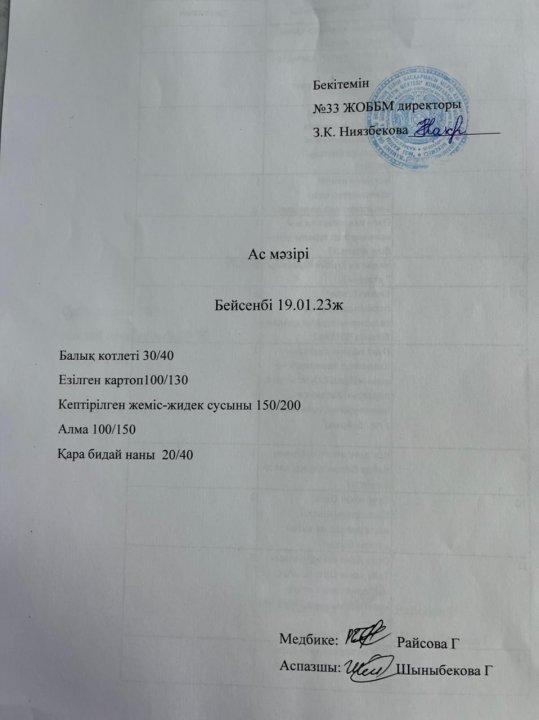 Бекітемін
№33 ЖОББМ директоры
З.К. Ниязбекова
Ас мәзірі
Бейсенбі 19.01.23ж
Балық котлеті 30/40
Езілген картоп100/130
Кептірілген жеміс-жидек сусыны 150/200
Алма 100/150
Қара бидай наны 20/40
Медбике: Райсова Г
Аспазшы: Шыныбекова Г